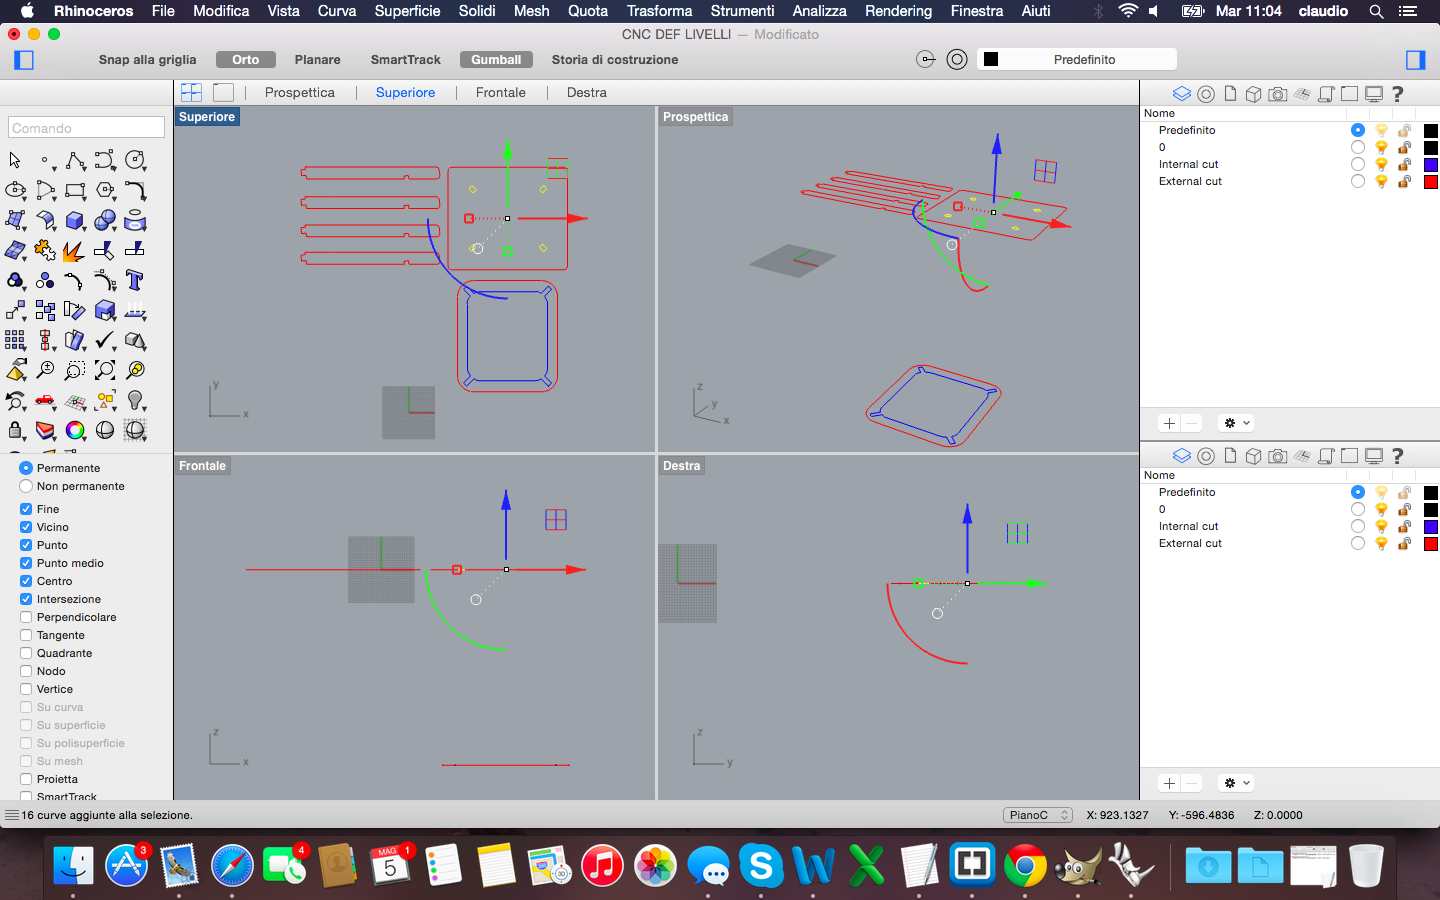 Rhinoceros File Modifica Vista Curva Superficie Solidi Mesh Quota Trasforma Strumenti Analizza Rendering Finestra Aiuti Mar 11:04 claudio
CNC DEF LIVELLI — Modificato
Snap alla griglia Orto Planare SmartTrack Gumball Storia di costruzione Predefinito
Prospettica Superiore Frontale Destra
Comando
Superiore
y
x
Prospettica
z
y
x
Frontale
z
x
Destra
z
y
Permanente
Non permanente
Fine
Vicino
Punto
Punto medio
Centro
Intersezione
Perpendicolare
Tangente
Quadrante
Nodo
Vertice
Su curva
Su superficie
Su polisuperficie
Su mesh
Proietta
SmartTrack
Nome
Predefinito
0
Internal cut
External cut
Nome
Predefinito
0
Internal cut
External cut
16 curve aggiunte alla selezione. PianoC X: 923.1327 Y: -596.4836 Z: 0.0000
3
4
MAG
5
1